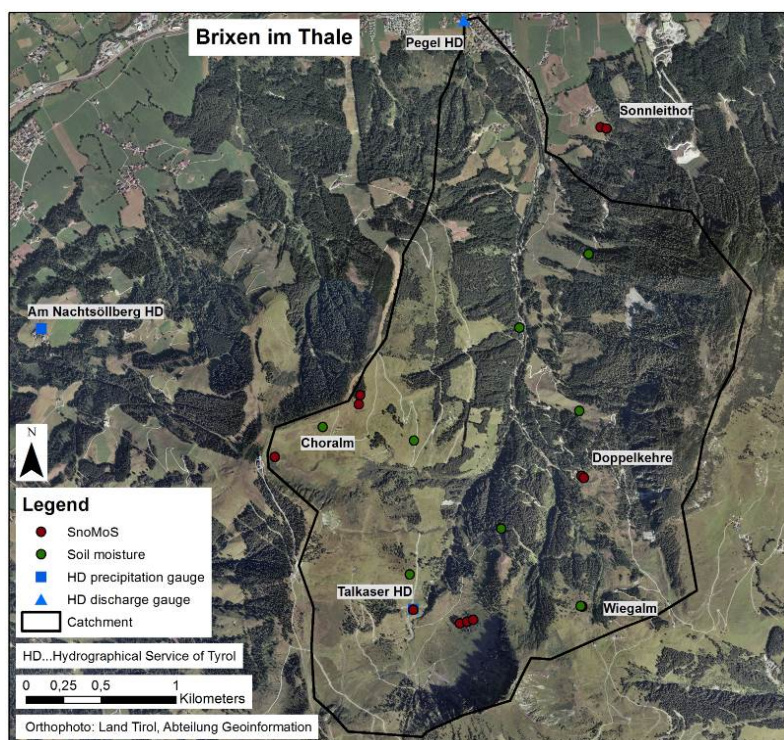 Brixen im Thale
Pegel HD
Sonnleithof
Am Nachtsöllberg HD
Choralm
Doppelkehre
Talkaser HD
Wiegalm
N
Legend
SnoMoS
Soil moisture
HD precipitation gauge
HD discharge gauge
Catchment
HD...Hydrographical Service of Tyrol
0 0,25 0,5 1
Kilometers
Orthophoto: Land Tirol, Abteilung Geoinformation